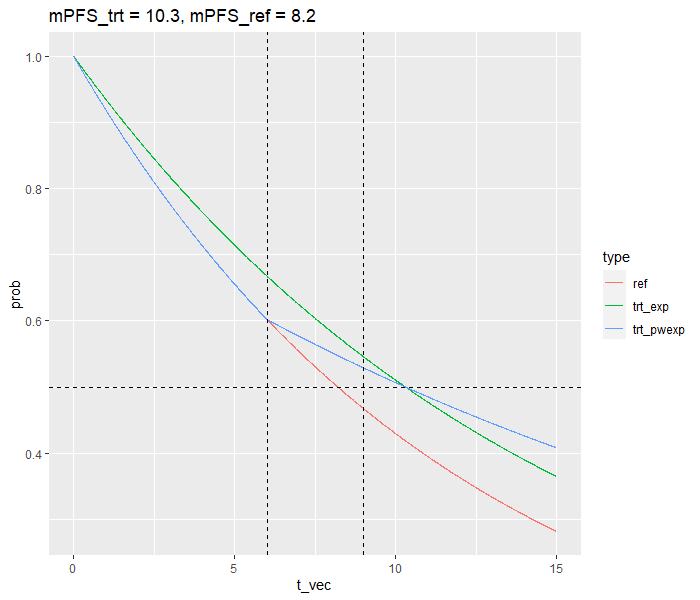 mPFS_trt = 10.3, mPFS_ref = 8.2
1.0
0.8
0.6
0.4
prob
0
5
10
15
t_vec
type
ref
trt_exp
trt_pwexp